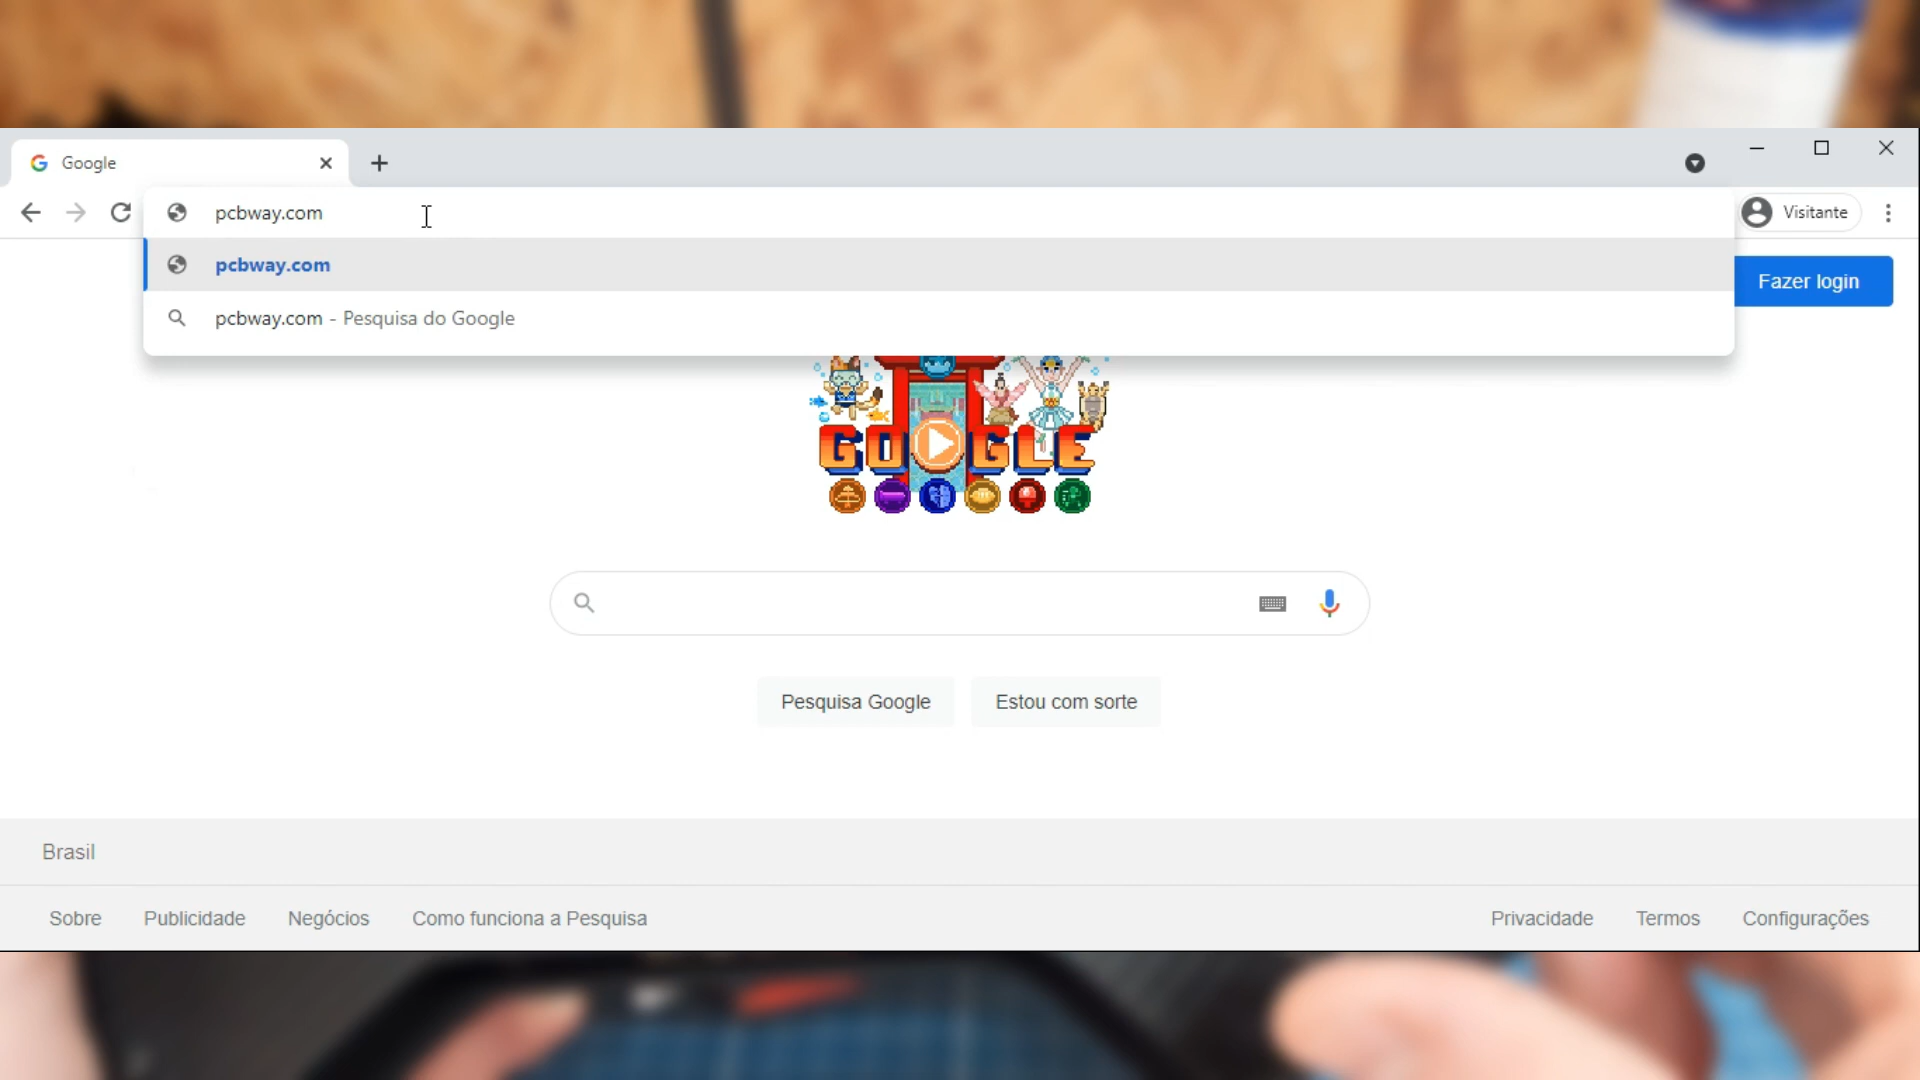 Google
pcbway.com
Visitante
pcbway.com
Fazer login
pcbway.com - Pesquisa do Google
GOOGLE
Pesquisa Google
Estou com sorte
Brasil
Sobre
Publicidade
Negócios
Como funciona a Pesquisa
Privacidade
Termos
Configurações